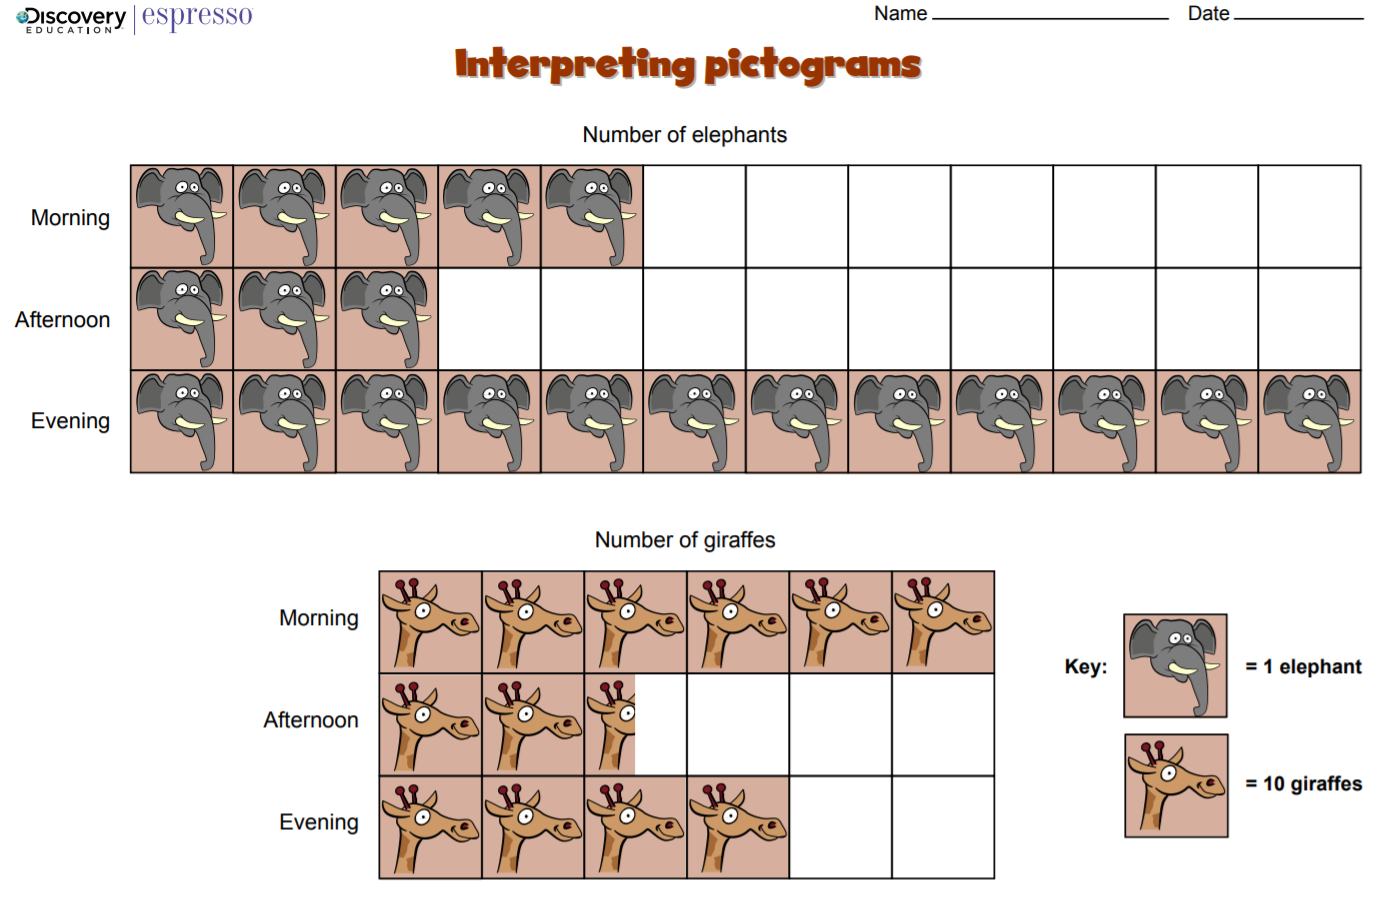 Discovery EDUCATION | espresso
Name Date
Interpreting pictograms
Number of elephants
Morning
Afternoon
Evening
Number of giraffes
Morning
Afternoon
Evening
Key: = 1 elephant
= 10 giraffes